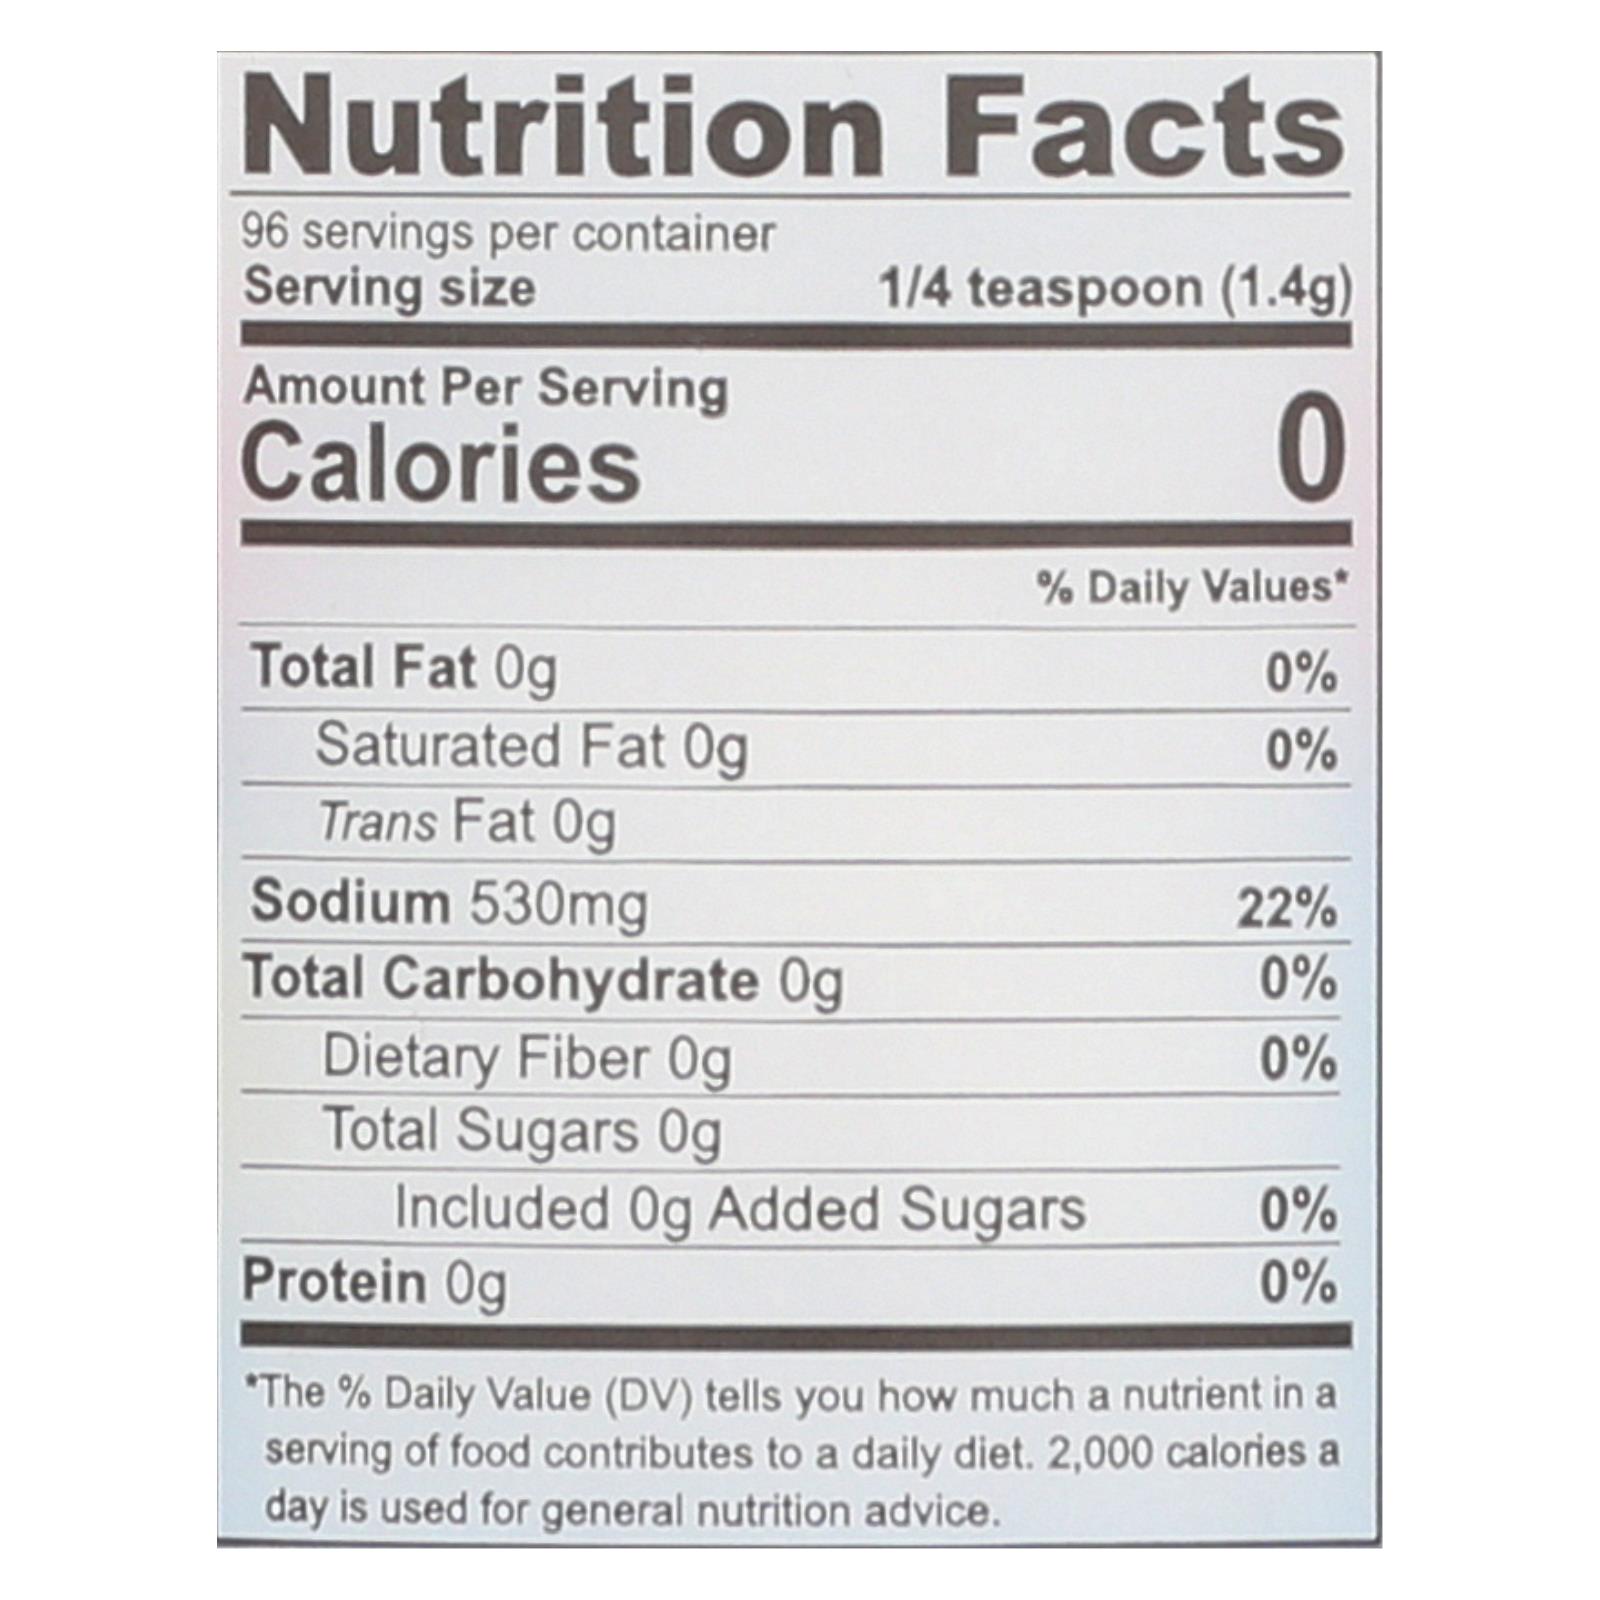 Nutrition Facts
96 servings per container
Serving size 1/4 teaspoon (1.4g)
Amount Per Serving
Calories 0
% Daily Values*
Total Fat 0g 0%
Saturated Fat 0g 0%
Trans Fat 0g
Sodium 530mg 22%
Total Carbohydrate 0g 0%
Dietary Fiber 0g 0%
Total Sugars 0g
Included 0g Added Sugars 0%
Protein 0g 0%
*The % Daily Value (DV) tells you how much a nutrient in a
serving of food contributes to a daily diet. 2,000 calories a
day is used for general nutrition advice.